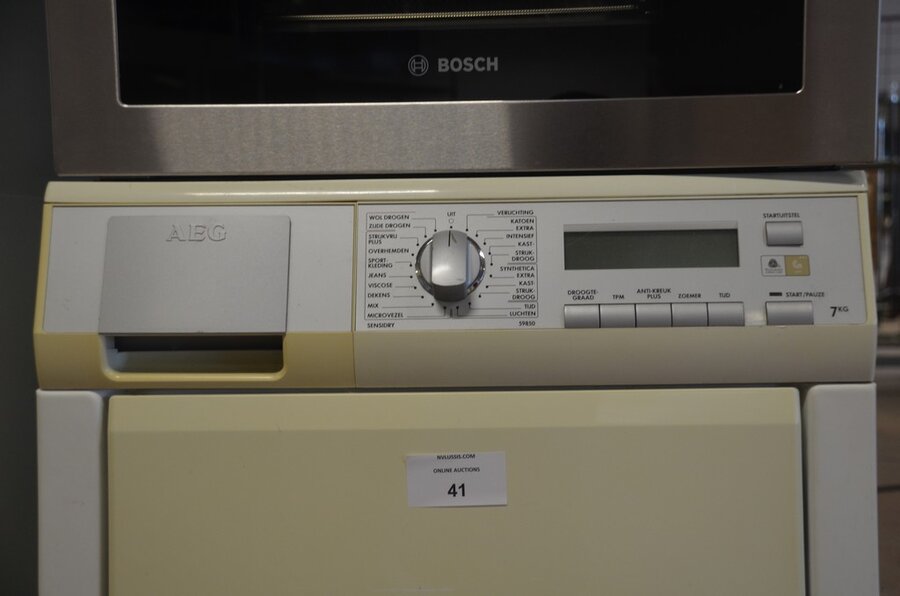 BOSCH
AEG
UIT
WOL DROGEN
ZIJDE DROGEN
STRIJKVRIJ
PLUS
OVERHEMDEN
SPORT-
KLEDING
JEANS
VISCOSE
DEKENS
MIX
MICROVEZEL
SENSIDRY
VERLICHTING
KATOEN
EXTRA
INTENSIEF
KAST-
STRIJK-
DROOG
SYNTHETICA
EXTRA
KAST-
STRIJK-
DROOG
TIJD
LUCHTEN
59850
DROOGTE-
GRAAD
TPM
ANTI-KREUK
PLUS
ZOEMER
TIJD
STARTUITSTEL
START/PAUZE
7KG
NVLUSSIS.COM
ONLINE AUCTIONS
41